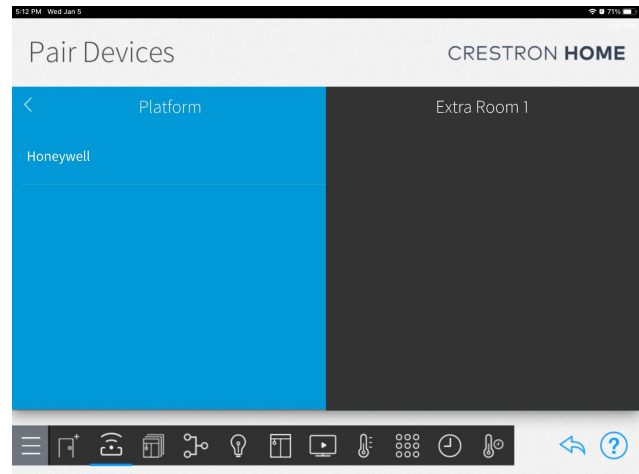 5:12 PM Wed Jan 5
71%
Pair Devices
CRESTRON HOME
Platform
Extra Room 1
Honeywell
?